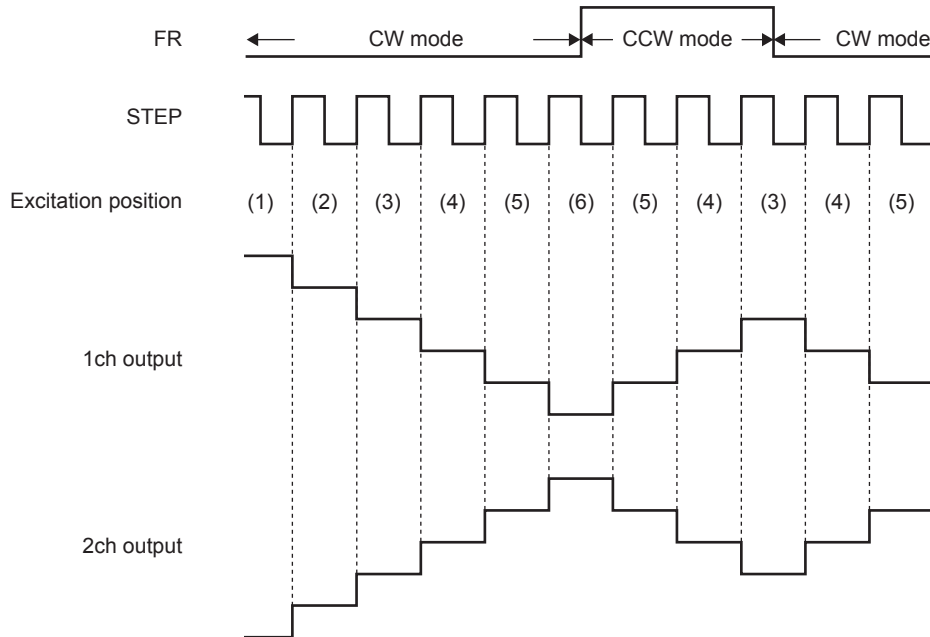 FR CW mode CCW mode CW mode
STEP
Excitation position (1) (2) (3) (4) (5) (6) (5) (4) (3) (4) (5)
1ch output
2ch output